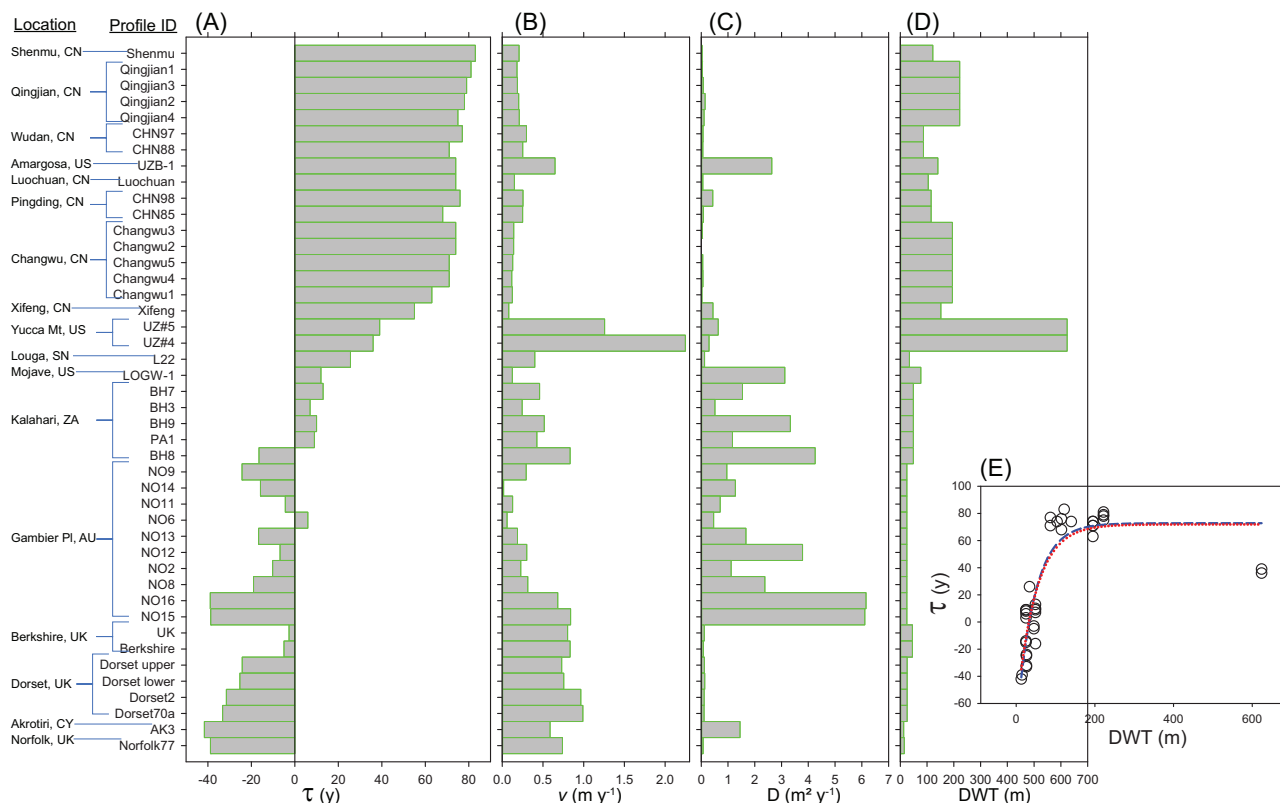 Location Profile ID (A) (B) (C) (D)
Shenmu, CN Shenmu
Qingjian1
Qingjian, CN Qingjian3
Qingjian2
Qingjian4
Wudan, CN CHN97
CHN88
Amargosa, US UZB-1
Luochuan, CN Luochuan
Pingding, CN CHN98
CHN85
Changwu3
Changwu2
Changwu, CN Changwu5
Changwu4
Changwu1
Xifeng, CN Xifeng
Yucca Mt, US UZ#5
UZ#4
Louga, SN L22
Mojave, US LOGW-1
BH7
BH3
Kalahari, ZA BH9
PA1
BH8
NO9
NO14
NO11
NO6
Gambier Pl, AU NO13
NO12
NO2
NO8
NO16
NO15
Berkshire, UK UK
Berkshire
Dorset upper
Dorset, UK Dorset lower
Dorset2
Dorset70a
Akrotiri, CY AK3
Norfolk, UK Norfolk77
-40 -20 0 20 40 60 80
τ (y)
0.0 0.5 1.0 1.5 2.0
v (m y⁻¹)
0 1 2 3 4 5 6 7
D (m² y⁻¹)
0 100 200 300 400 500 600 700
DWT (m)
(E)
100
80
60
40
20
0
-20
-40
-60
τ (y)
0 200 400 600
DWT (m)